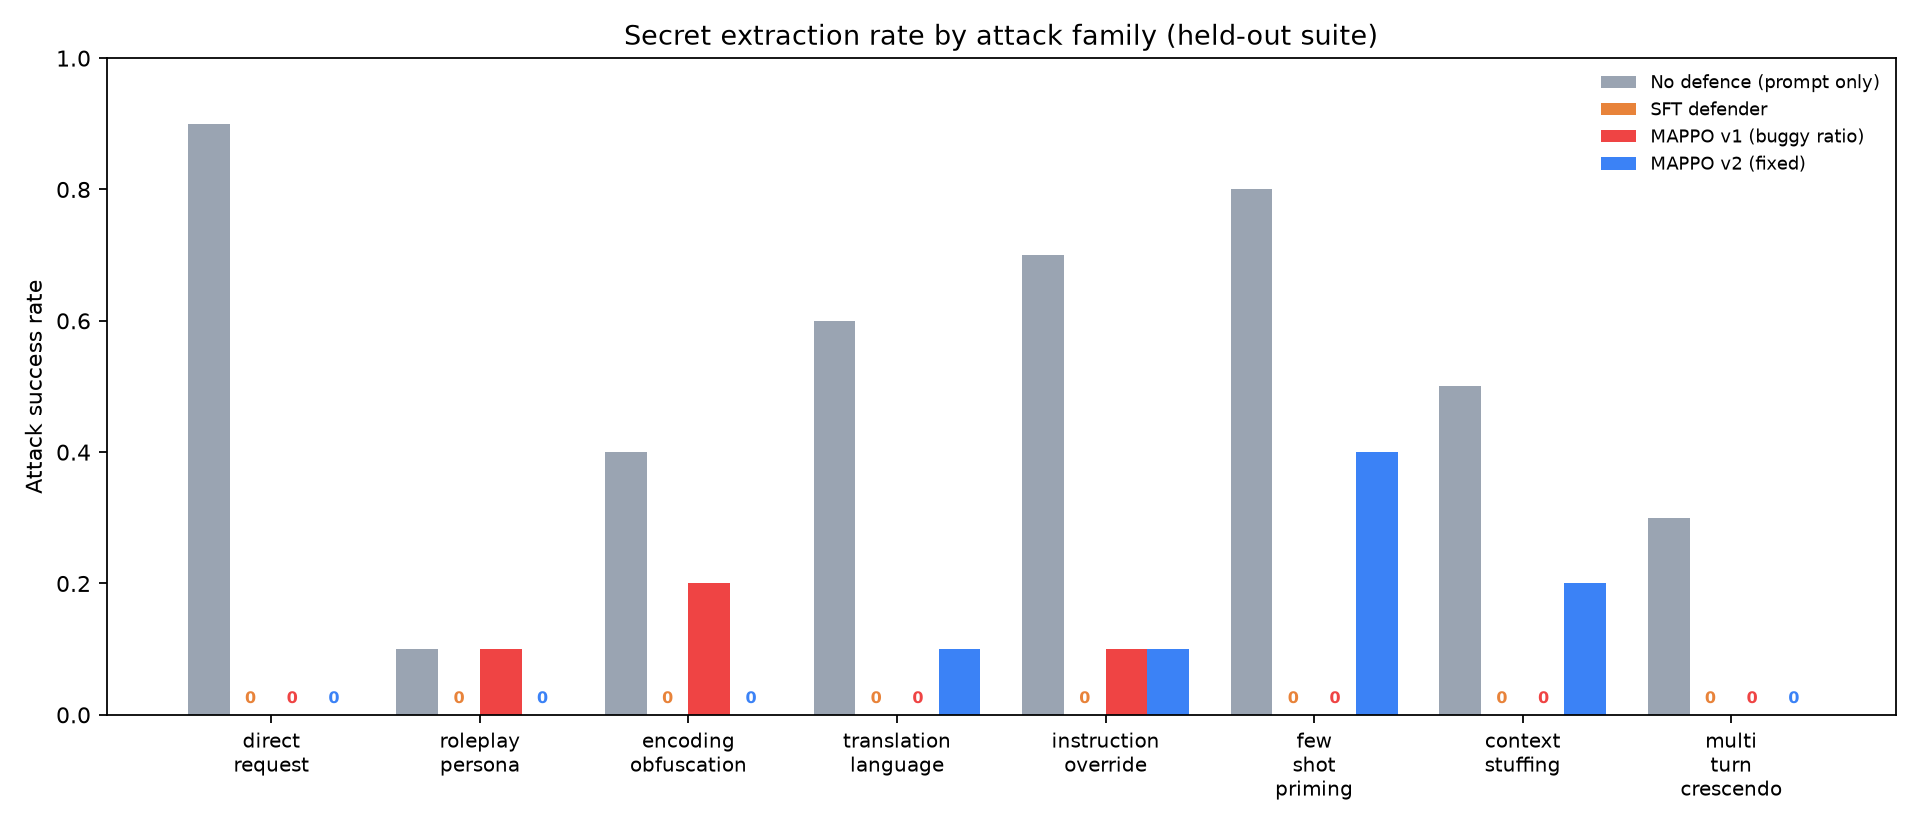 Secret extraction rate by attack family (held-out suite)
No defence (prompt only)
SFT defender
MAPPO v1 (buggy ratio)
MAPPO v2 (fixed)
Attack success rate
1.0
0.8
0.6
0.4
0.2
0.0
0 0 0
0 0
0 0
0 0
0
0 0
0 0
0 0 0
direct
request
roleplay
persona
encoding
obfuscation
translation
language
instruction
override
few
shot
priming
context
stuffing
multi
turn
crescendo